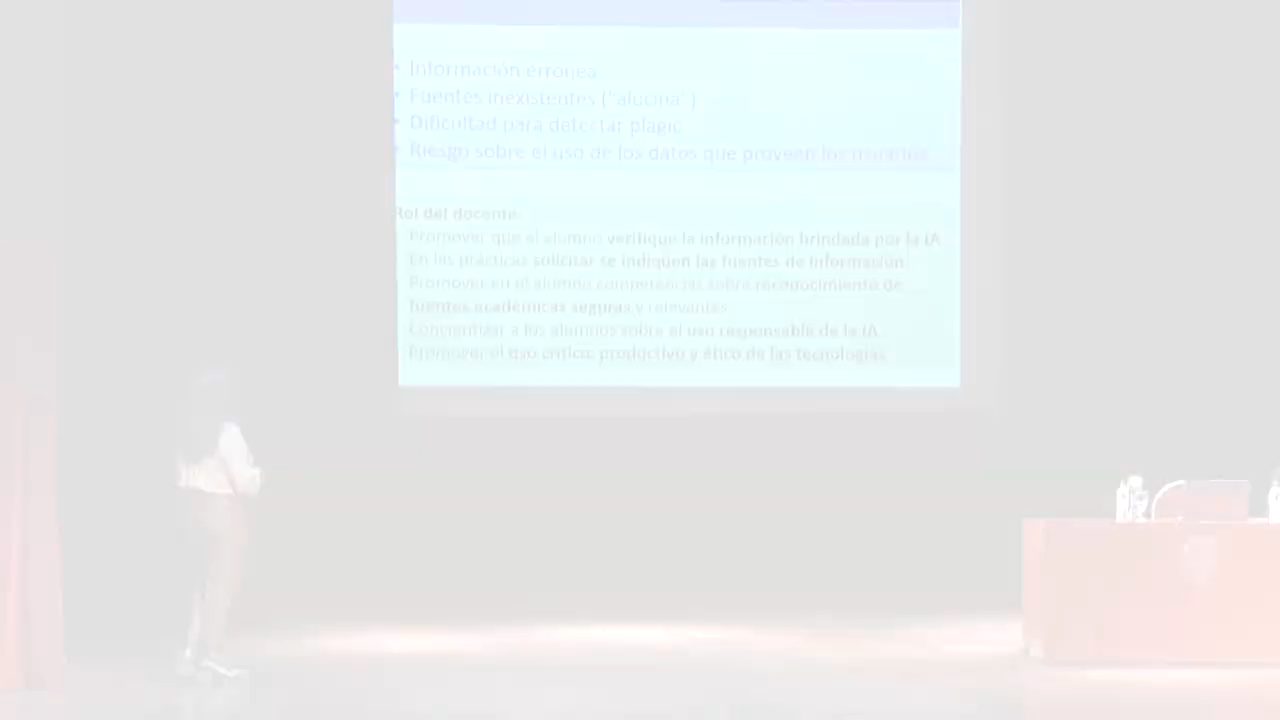 • Información erronea
• Fuentes inexistentes ("alucina")
• Dificultad para detectar plagio
• Riesgo sobre el uso de los datos que proveen los usuarios
Rol del docente
Promover que el alumno verifique la información brindada por la IA
En las prácticas solicitar se indiquen las fuentes de información
Promover en el alumno competencias sobre reconocimiento de
fuentes académicas seguras y relevantes
Concientizar a los alumnos sobre el uso responsable de la IA
Promover el uso crítico, productivo y ético de las tecnologías